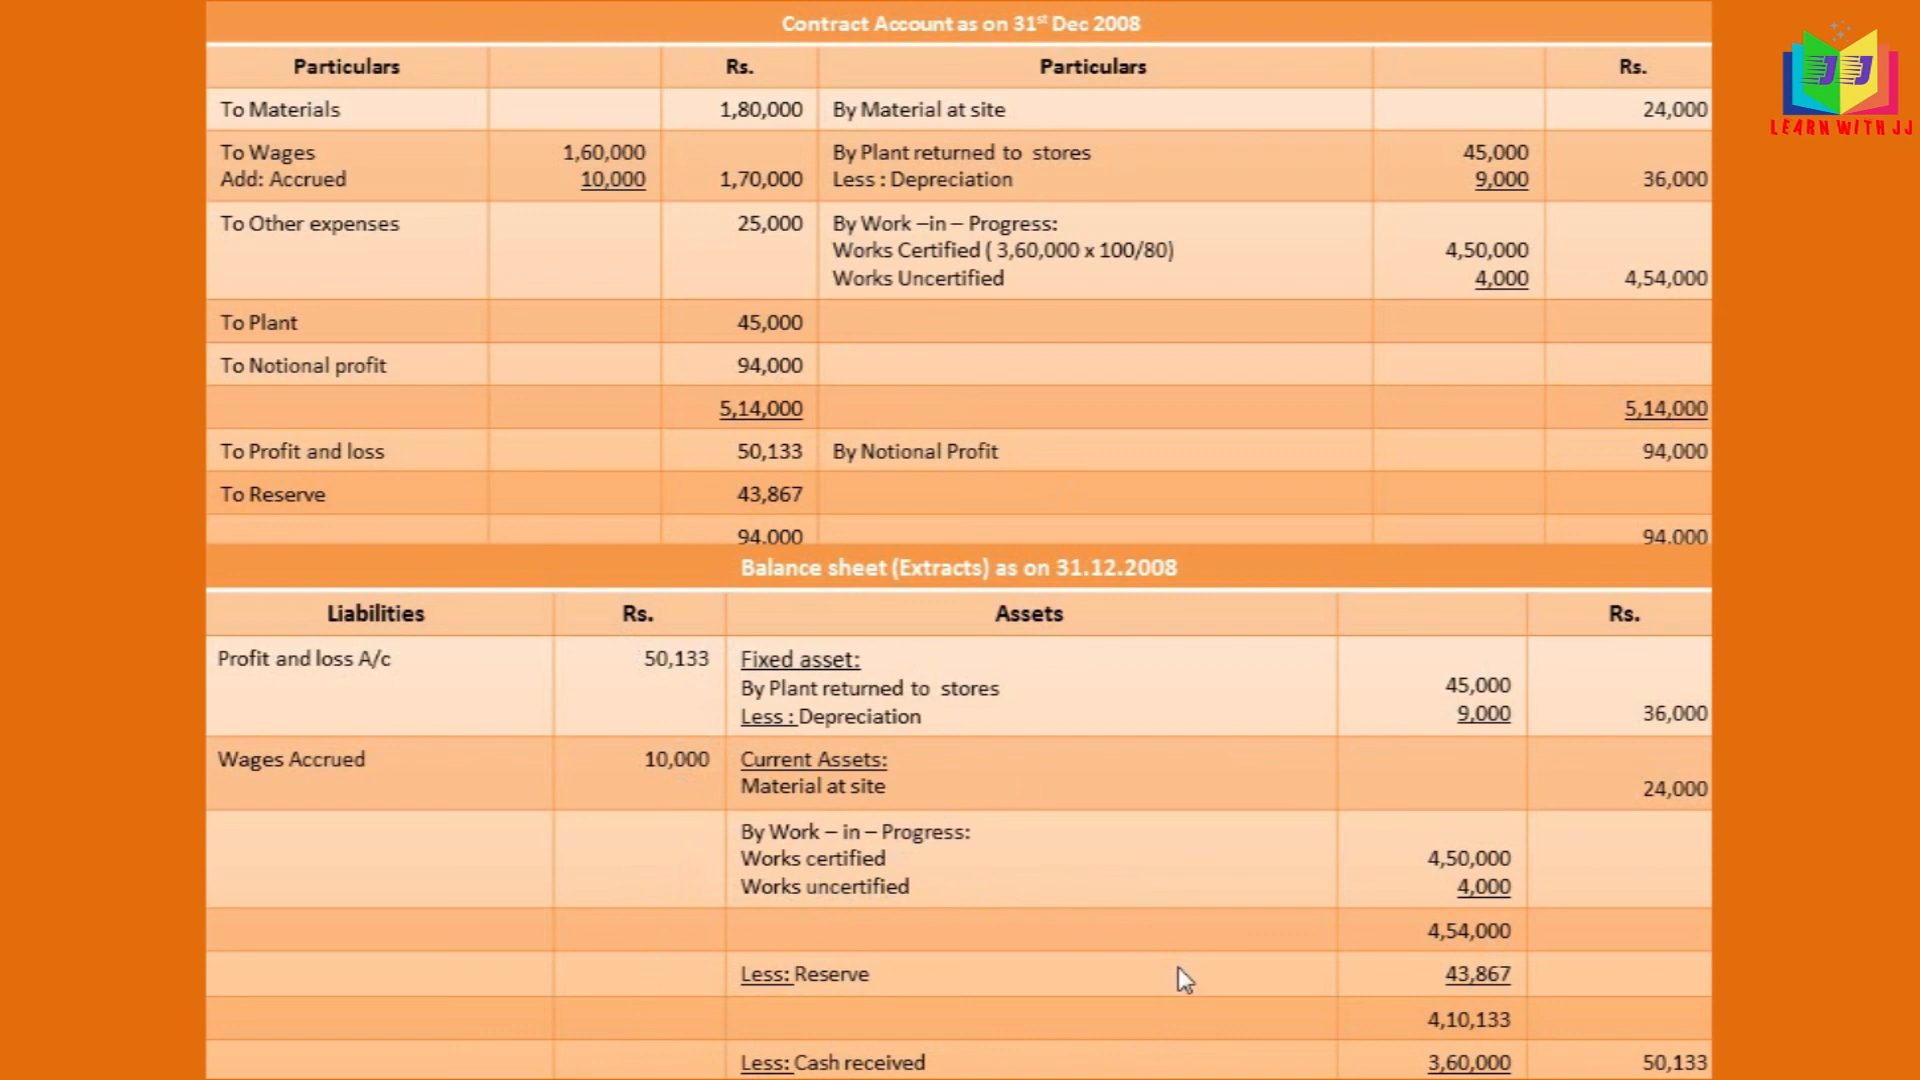 Contract Account as on 31st Dec 2008
Particulars Rs. Particulars Rs.
To Materials 1,80,000 By Material at site 24,000
To Wages 1,60,000 By Plant returned to stores 45,000
Add: Accrued 10,000 1,70,000 Less : Depreciation 9,000 36,000
To Other expenses 25,000 By Work –in – Progress:
Works Certified ( 3,60,000 x 100/80) 4,50,000
Works Uncertified 4,000 4,54,000
To Plant 45,000
To Notional profit 94,000
5,14,000 5,14,000
To Profit and loss 50,133 By Notional Profit 94,000
To Reserve 43,867
94,000 94,000
Balance sheet (Extracts) as on 31.12.2008
Liabilities Rs. Assets Rs.
Profit and loss A/c 50,133 Fixed asset:
By Plant returned to stores 45,000
Less : Depreciation 9,000 36,000
Wages Accrued 10,000 Current Assets:
Material at site 24,000
By Work – in – Progress:
Works certified 4,50,000
Works uncertified 4,000
4,54,000
Less: Reserve 43,867
4,10,133
Less: Cash received 3,60,000 50,133
JJ
LEARN WITH JJ